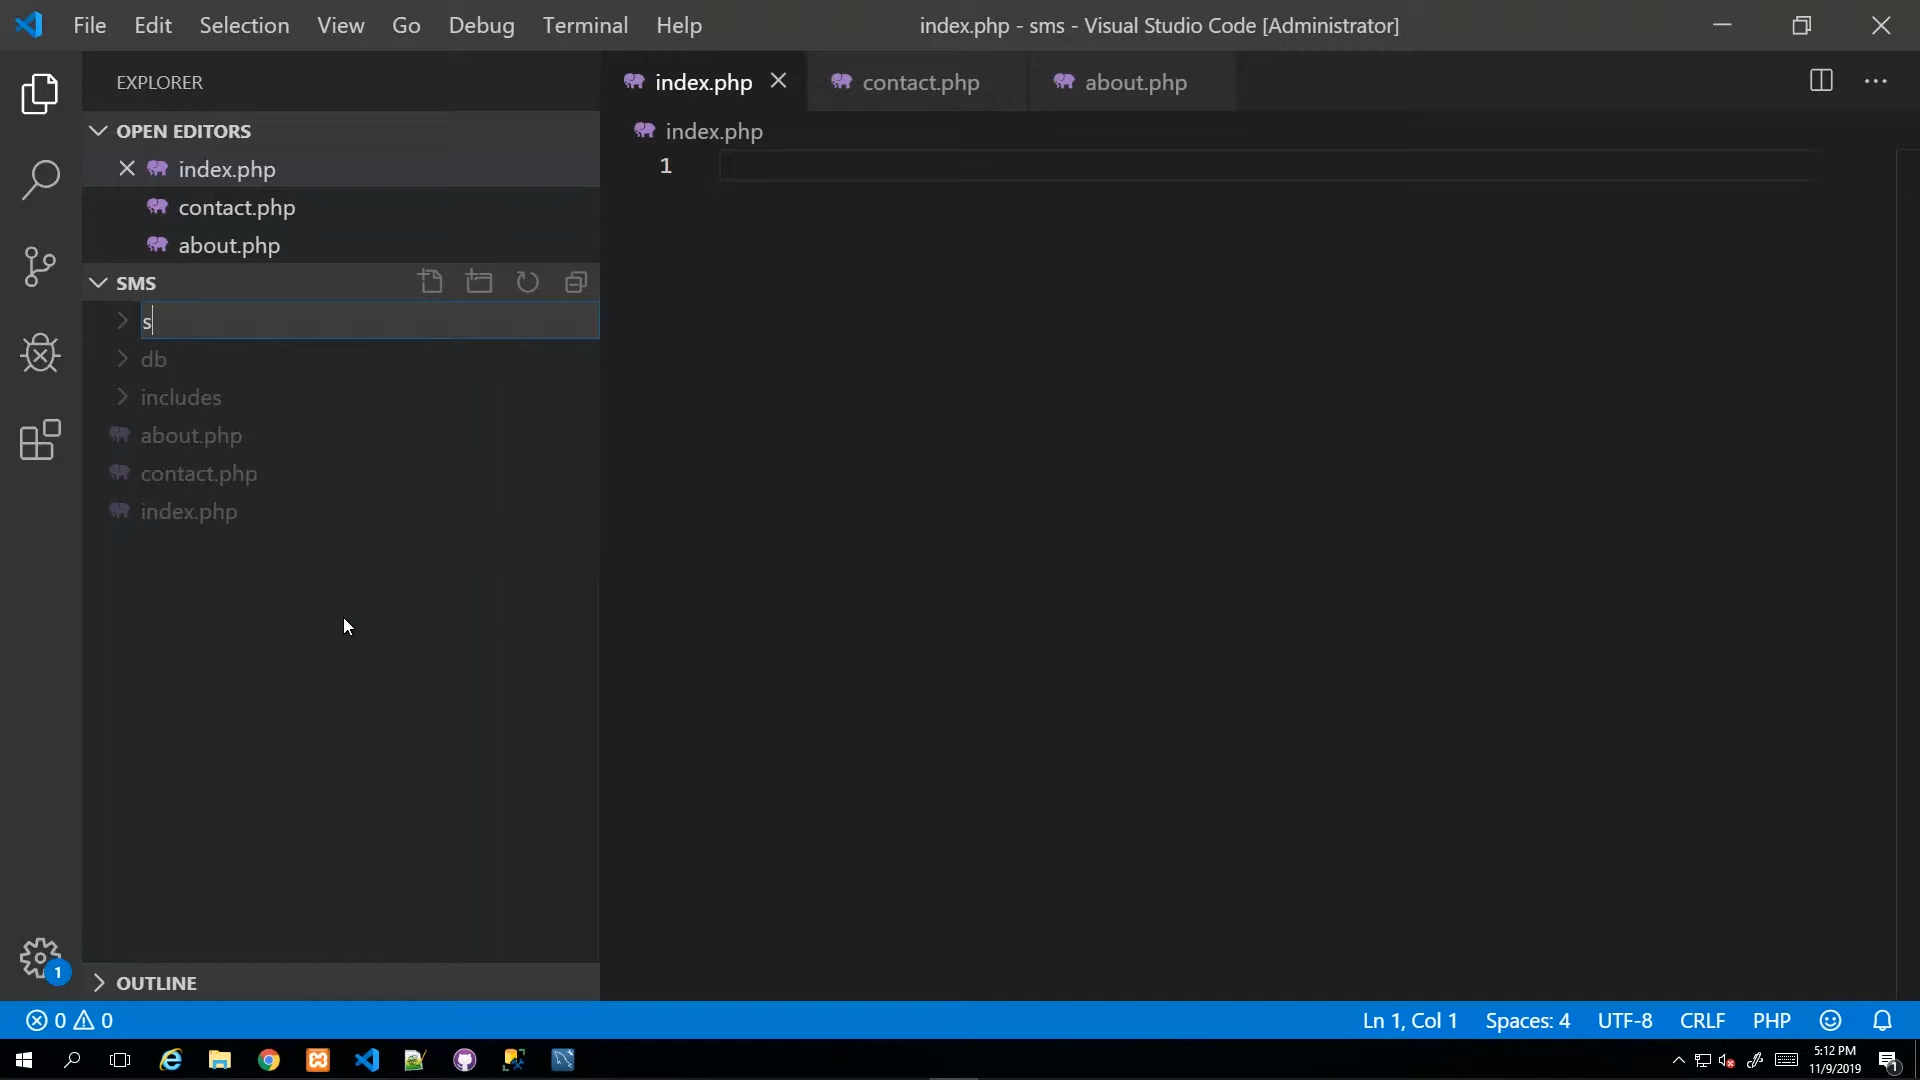 File Edit Selection View Go Debug Terminal Help index.php - sms - Visual Studio Code [Administrator]
EXPLORER
index.php contact.php about.php
OPEN EDITORS
index.php
contact.php
about.php
SMS
s
db
includes
about.php
contact.php
index.php
OUTLINE
index.php
1
0 0 Ln 1, Col 1 Spaces: 4 UTF-8 CRLF PHP
1
5:12 PM
11/9/2019
1